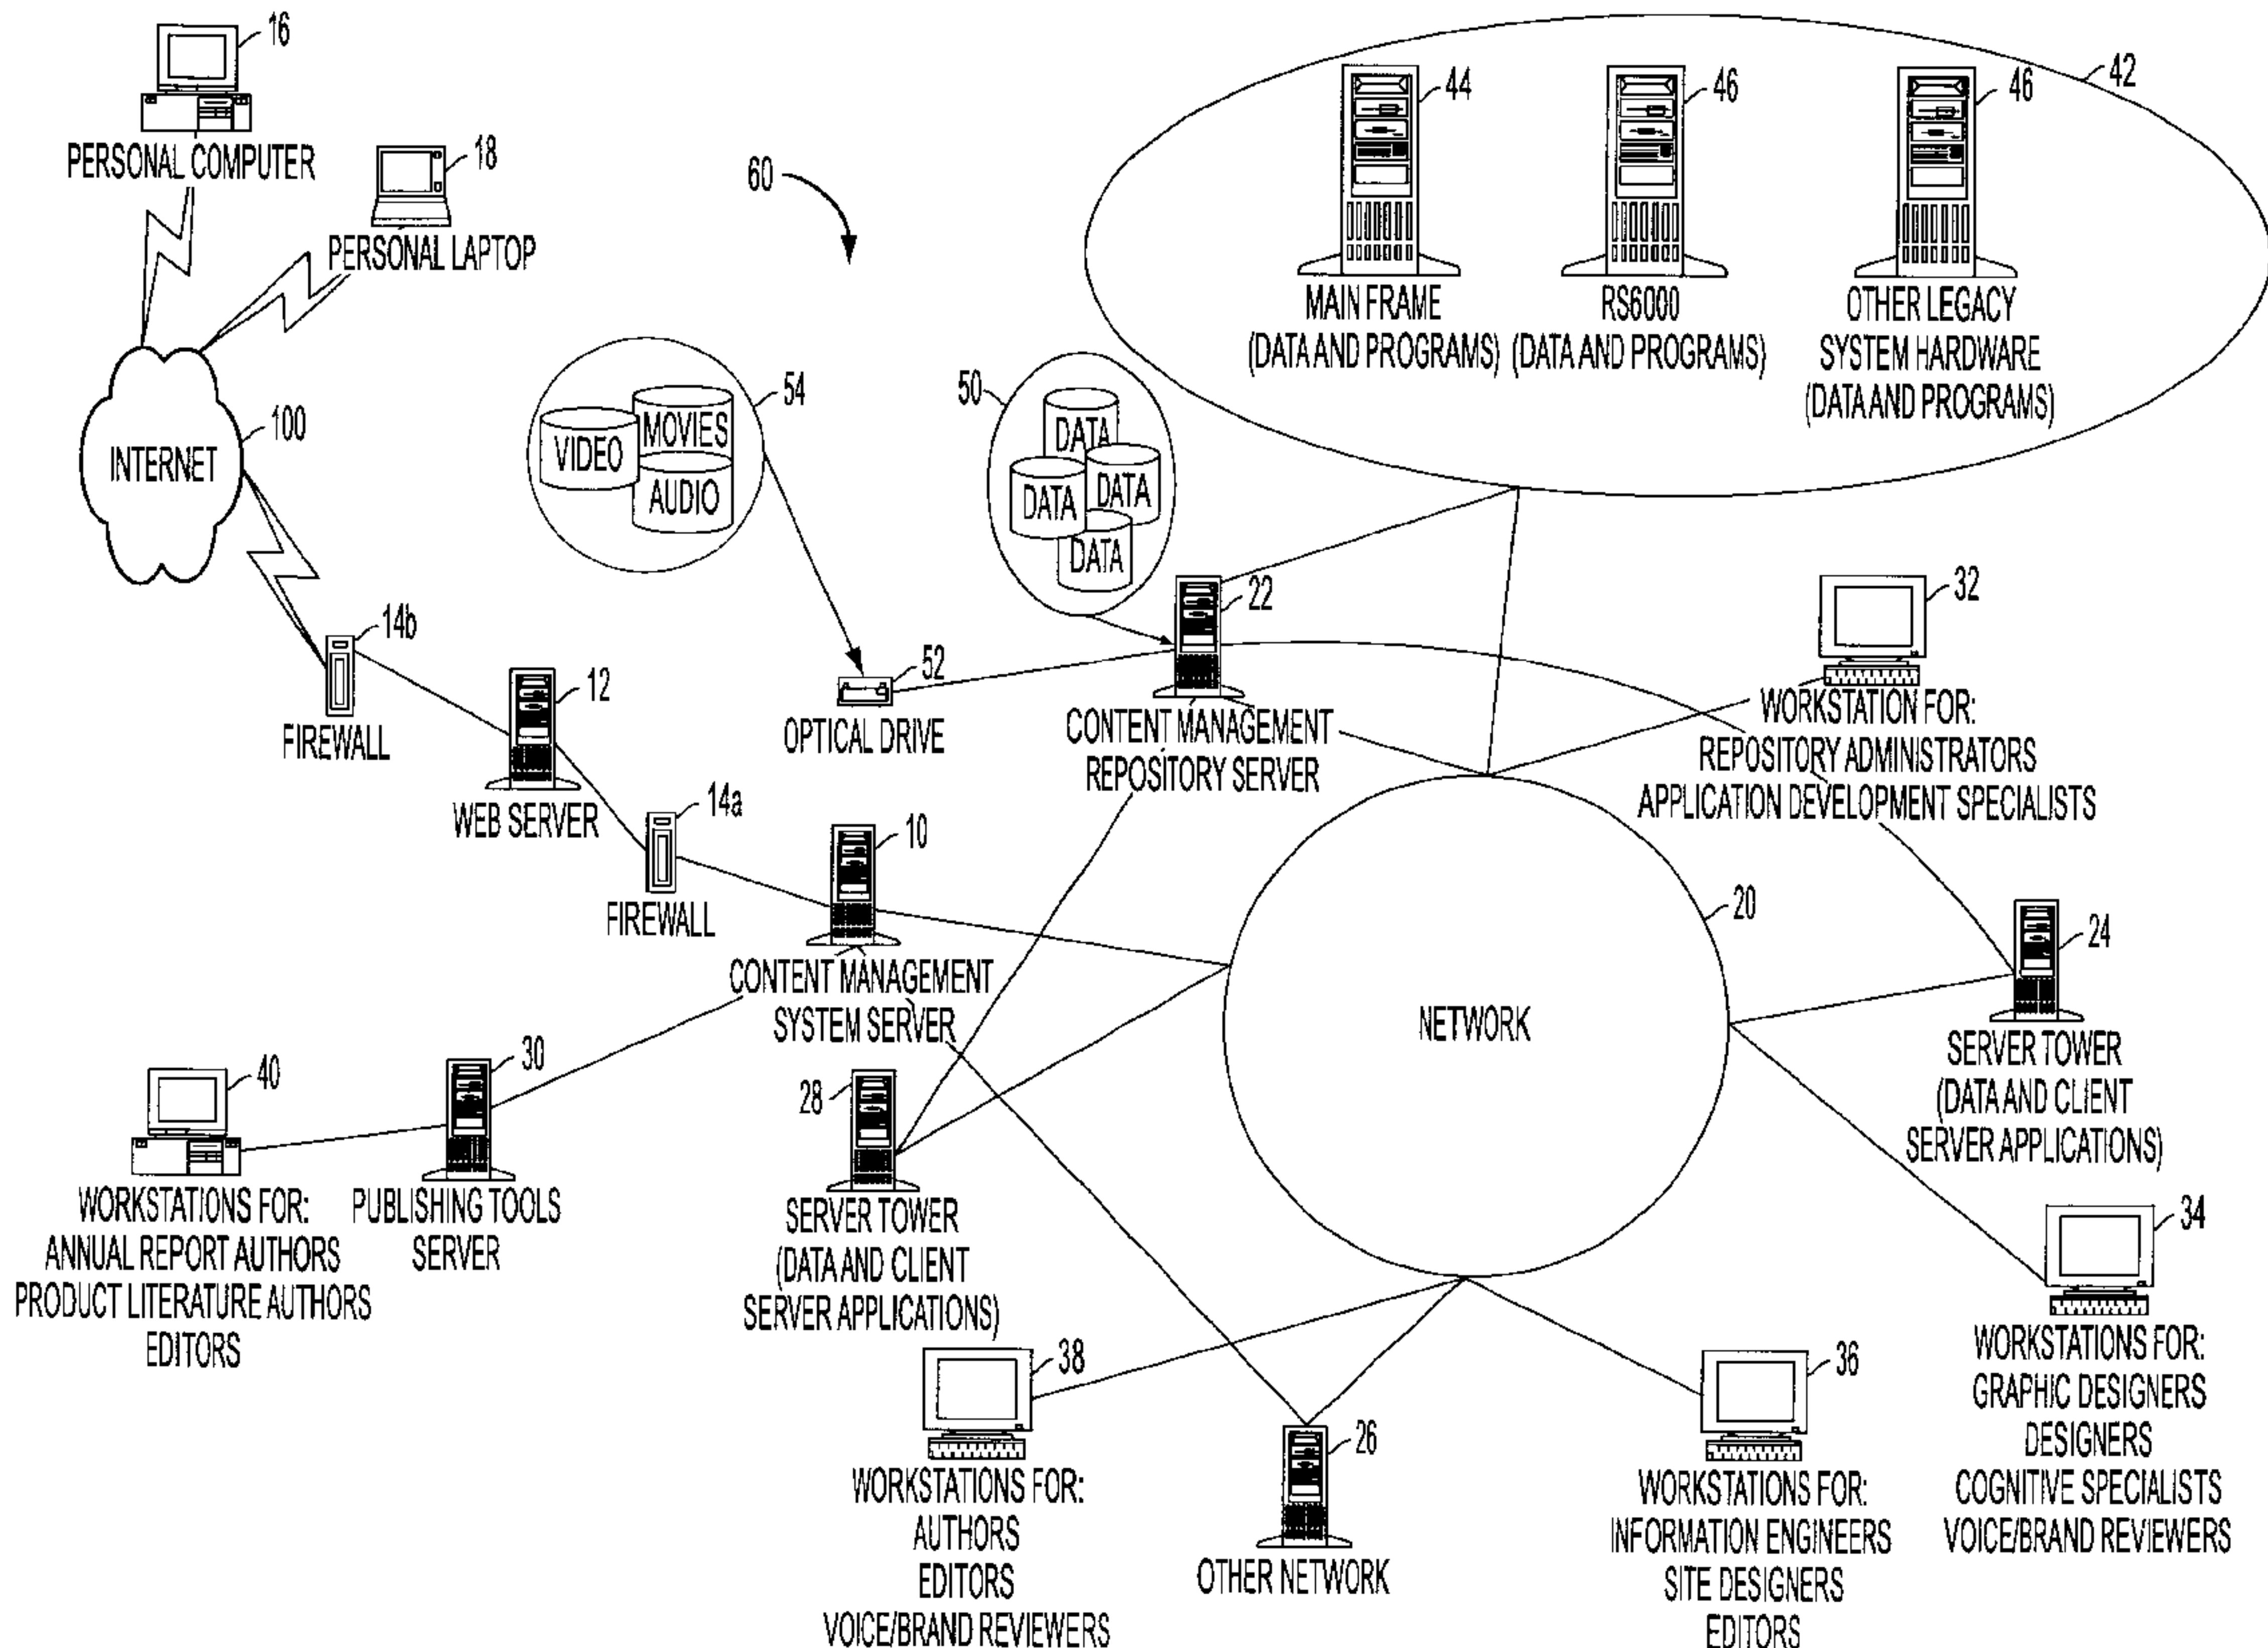 16
PERSONAL COMPUTER
18
PERSONAL LAPTOP
60
42
44
MAIN FRAME
(DATA AND PROGRAMS)
46
RS6000
(DATA AND PROGRAMS)
46
OTHER LEGACY
SYSTEM HARDWARE
(DATA AND PROGRAMS)
100
INTERNET
54
VIDEO
MOVIES
AUDIO
50
DATA
DATA
DATA
DATA
14b
FIREWALL
12
WEB SERVER
52
OPTICAL DRIVE
22
CONTENT MANAGEMENT
REPOSITORY SERVER
32
WORKSTATION FOR:
REPOSITORY ADMINISTRATORS
APPLICATION DEVELOPMENT SPECIALISTS
14a
FIREWALL
10
CONTENT MANAGEMENT
SYSTEM SERVER
20
NETWORK
24
SERVER TOWER
(DATA AND CLIENT
SERVER APPLICATIONS)
40
WORKSTATIONS FOR:
ANNUAL REPORT AUTHORS
PRODUCT LITERATURE AUTHORS
EDITORS
30
PUBLISHING TOOLS
SERVER
28
SERVER TOWER
(DATA AND CLIENT
SERVER APPLICATIONS)
34
WORKSTATIONS FOR:
GRAPHIC DESIGNERS
DESIGNERS
COGNITIVE SPECIALISTS
VOICE/BRAND REVIEWERS
38
WORKSTATIONS FOR:
AUTHORS
EDITORS
VOICE/BRAND REVIEWERS
26
OTHER NETWORK
36
WORKSTATIONS FOR:
INFORMATION ENGINEERS
SITE DESIGNERS
EDITORS